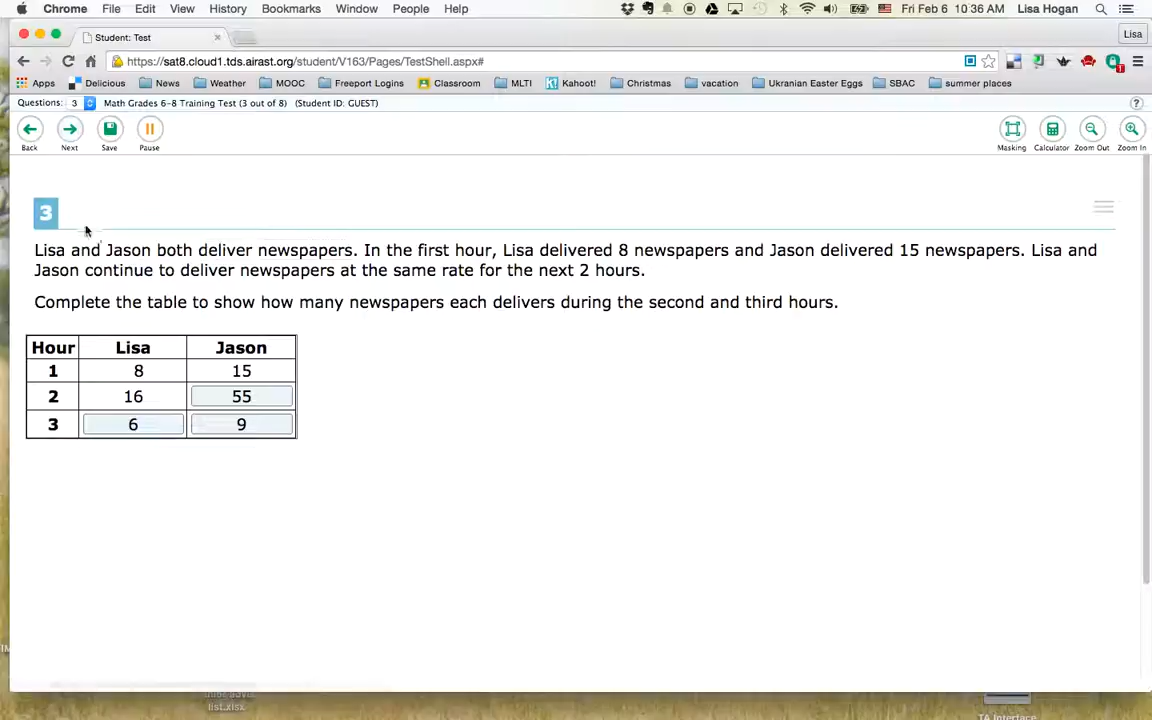 Chrome File Edit View History Bookmarks Window People Help Fri Feb 6 10:36 AM Lisa Hogan
Student: Test Lisa
https://sat8.cloud1.tds.airast.org/student/V163/Pages/TestShell.aspx#
Apps Delicious News Weather MOOC Freeport Logins Classroom MLTI Kahoot! Christmas vacation Ukranian Easter Eggs SBAC summer places
Questions: 3 Math Grades 6-8 Training Test (3 out of 8) (Student ID: GUEST) ?
Back Next Save Pause Masking Calculator Zoom Out Zoom In
3
Lisa and Jason both deliver newspapers. In the first hour, Lisa delivered 8 newspapers and Jason delivered 15 newspapers. Lisa and
Jason continue to deliver newspapers at the same rate for the next 2 hours.
Complete the table to show how many newspapers each delivers during the second and third hours.
Hour Lisa Jason
1 8 15
2 16 55
3 6 9
list.xlsx
TA Interface